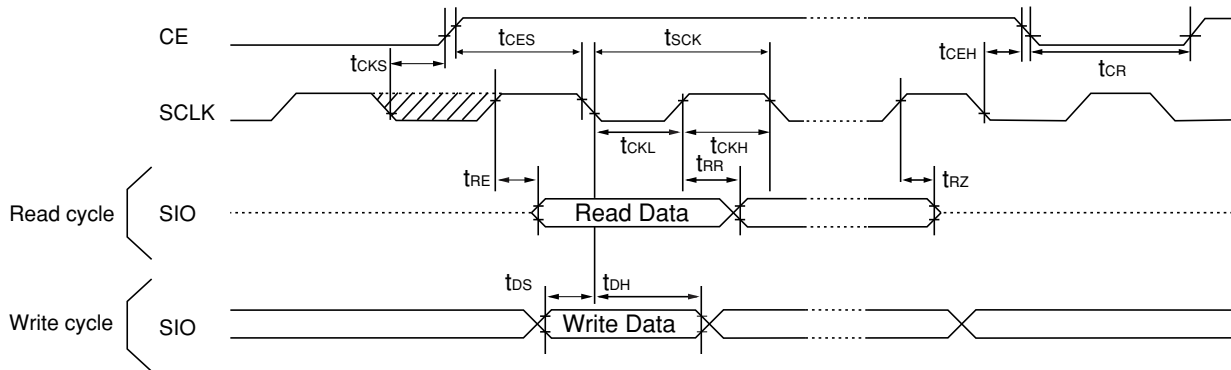 CE
tCKS
tCES
tSCK
tCEH
tCR
SCLK
tCKL
tCKH
tRE
tRR
tRZ
Read cycle
SIO
Read Data
tDS
tDH
Write cycle
SIO
Write Data